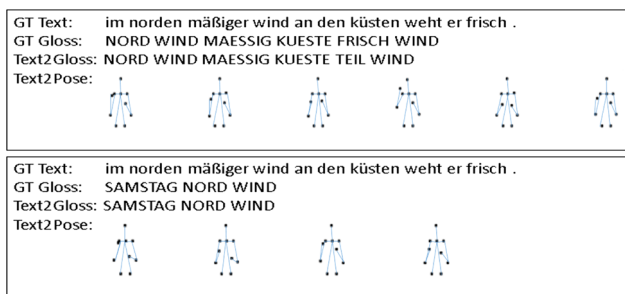 GT Text: im norden mäßiger wind an den küsten weht er frisch .
GT Gloss: NORD WIND MAESSIG KUESTE FRISCH WIND
Text2Gloss: NORD WIND MAESSIG KUESTE TEIL WIND
Text2Pose:
GT Text: im norden mäßiger wind an den küsten weht er frisch .
GT Gloss: SAMSTAG NORD WIND
Text2Gloss: SAMSTAG NORD WIND
Text2Pose: